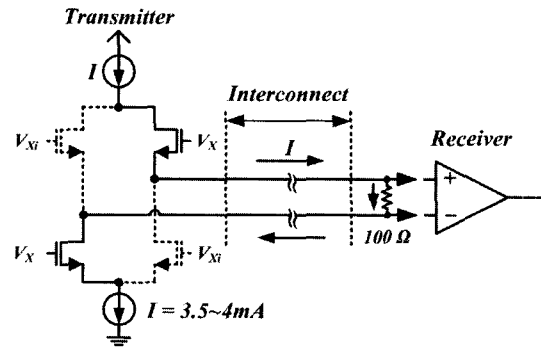 Transmitter
I
Interconnect
V_Xi
V_X
I
Receiver
+
−
100 Ω
V_X
V_Xi
I = 3.5~4mA